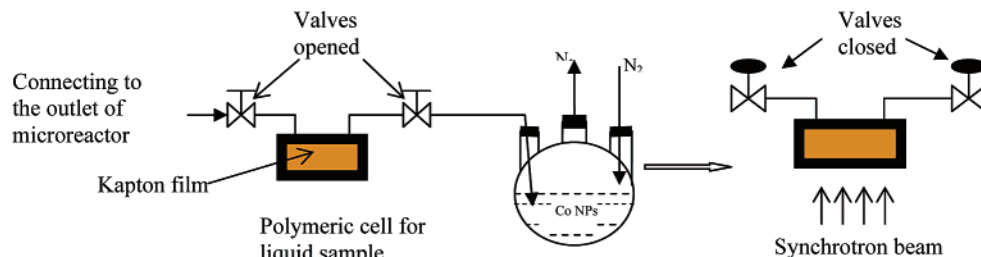 Valves
opened
Connecting to
the outlet of
microreactor
Kapton film
Polymeric cell for
liquid sample
N₂
Co NPs
Valves
closed
Synchrotron beam